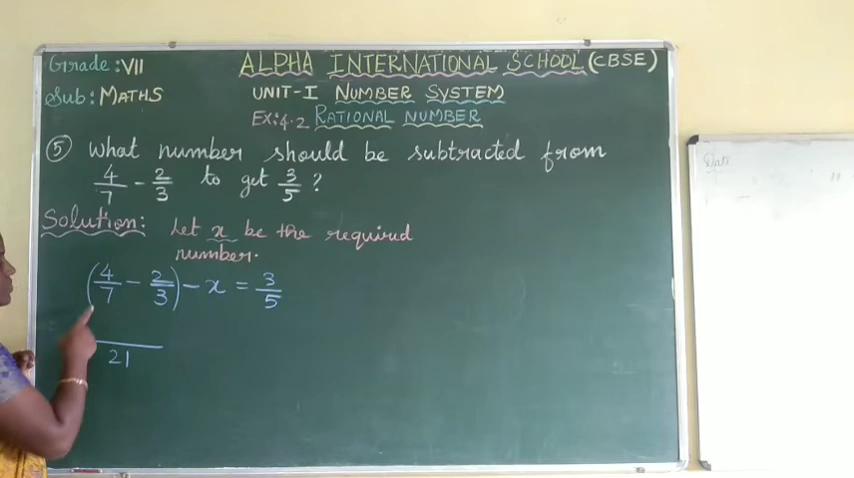 Grade : VII
ALPHA INTERNATIONAL SCHOOL (CBSE)
Sub : MATHS
UNIT-I NUMBER SYSTEM
Ex: 4.2 RATIONAL NUMBER
⑤ What number should be subtracted from
4/7 - 2/3 to get 3/5 ?
Solution: Let x be the required
number.
(4/7 - 2/3) - x = 3/5
21
Date